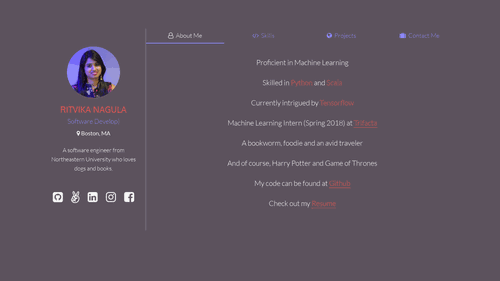 About Me
Skills
Projects
Contact Me
RITVIKA NAGULA
Software Develop
Boston, MA
A software engineer from
Northeastern University who loves
dogs and books
Proficient in Machine Learning
Skilled in Python and Scala
Currently intrigued by Tensorflow
Machine Learning Intern (Spring 2018) at
A bookworm, foodie and an avid traveler
And of course, Harry Potter and Game of Thrones
My code can be found at Github
Check out my Resume